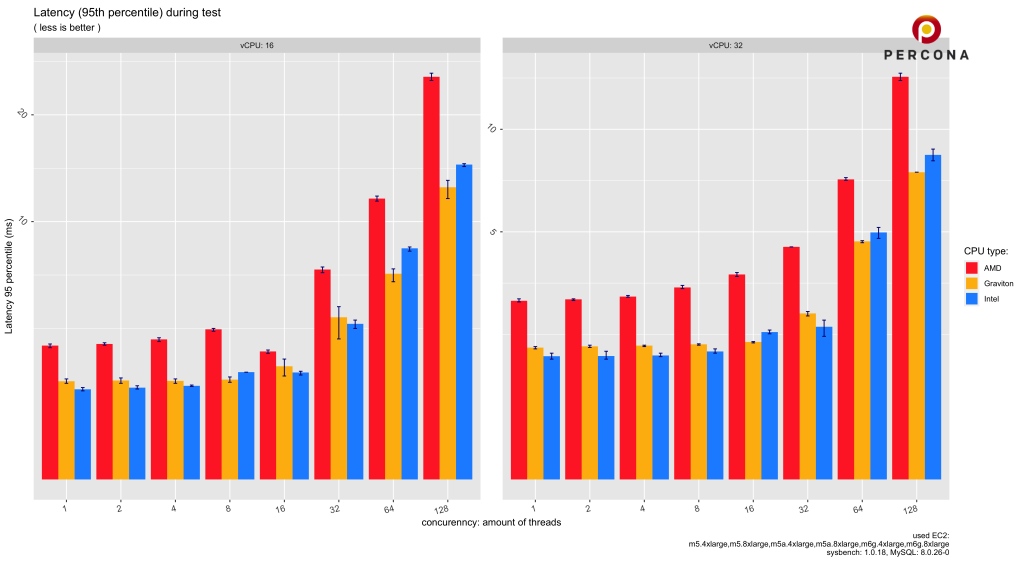 Latency (95th percentile) during test
( less is better )
PERCONA
vCPU: 16
vCPU: 32
Latency 95 percentile (ms)
20
10
10
5
1 2 4 8 16 32 64 128
1 2 4 8 16 32 64 128
concurenncy: amount of threads
CPU type:
AMD
Graviton
Intel
used EC2:
m5.4xlarge,m5.8xlarge,m5a.4xlarge,m5a.8xlarge,m6g.4xlarge,m6g.8xlarge
sysbench: 1.0.18, MySQL: 8.0.26-0